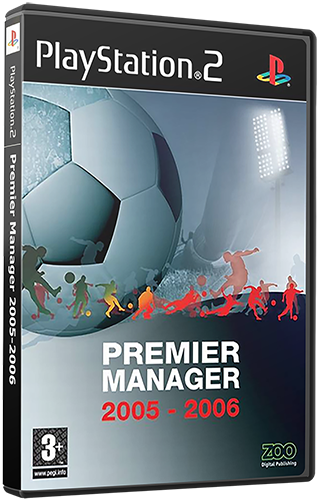 PlayStation®2
PlayStation®2
Premier Manager 2005-2006
PREMIER
MANAGER
2005 - 2006
3+
www.pegi.info
ZOO
Digital Publishing